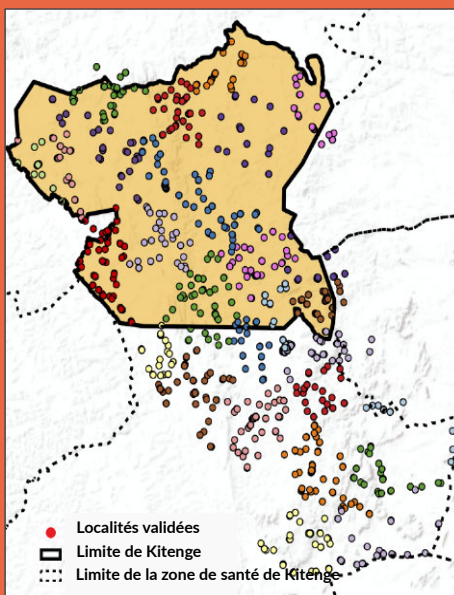 Localités validées
Limite de Kitenge
Limite de la zone de santé de Kitenge